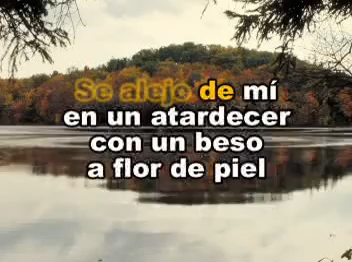 Se alejo de mí
en un atardecer
con un beso
a flor de piel